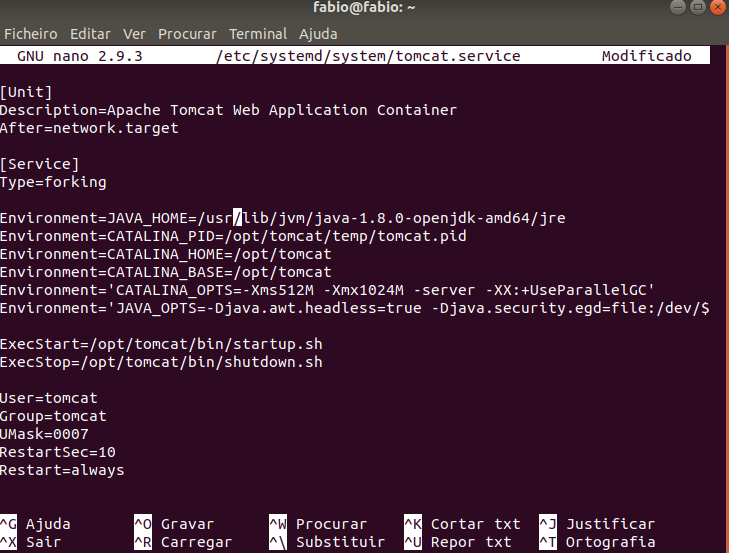 fabio@fabio: ~
Ficheiro Editar Ver Procurar Terminal Ajuda
GNU nano 2.9.3 /etc/systemd/system/tomcat.service Modificado
[Unit]
Description=Apache Tomcat Web Application Container
After=network.target
[Service]
Type=forking
Environment=JAVA_HOME=/usr/lib/jvm/java-1.8.0-openjdk-amd64/jre
Environment=CATALINA_PID=/opt/tomcat/temp/tomcat.pid
Environment=CATALINA_HOME=/opt/tomcat
Environment=CATALINA_BASE=/opt/tomcat
Environment='CATALINA_OPTS=-Xms512M -Xmx1024M -server -XX:+UseParallelGC'
Environment='JAVA_OPTS=-Djava.awt.headless=true -Djava.security.egd=file:/dev/$
ExecStart=/opt/tomcat/bin/startup.sh
ExecStop=/opt/tomcat/bin/shutdown.sh
User=tomcat
Group=tomcat
UMask=0007
RestartSec=10
Restart=always
^G Ajuda ^O Gravar ^W Procurar ^K Cortar txt ^J Justificar
^X Sair ^R Carregar ^\ Substituir ^U Repor txt ^T Ortografia